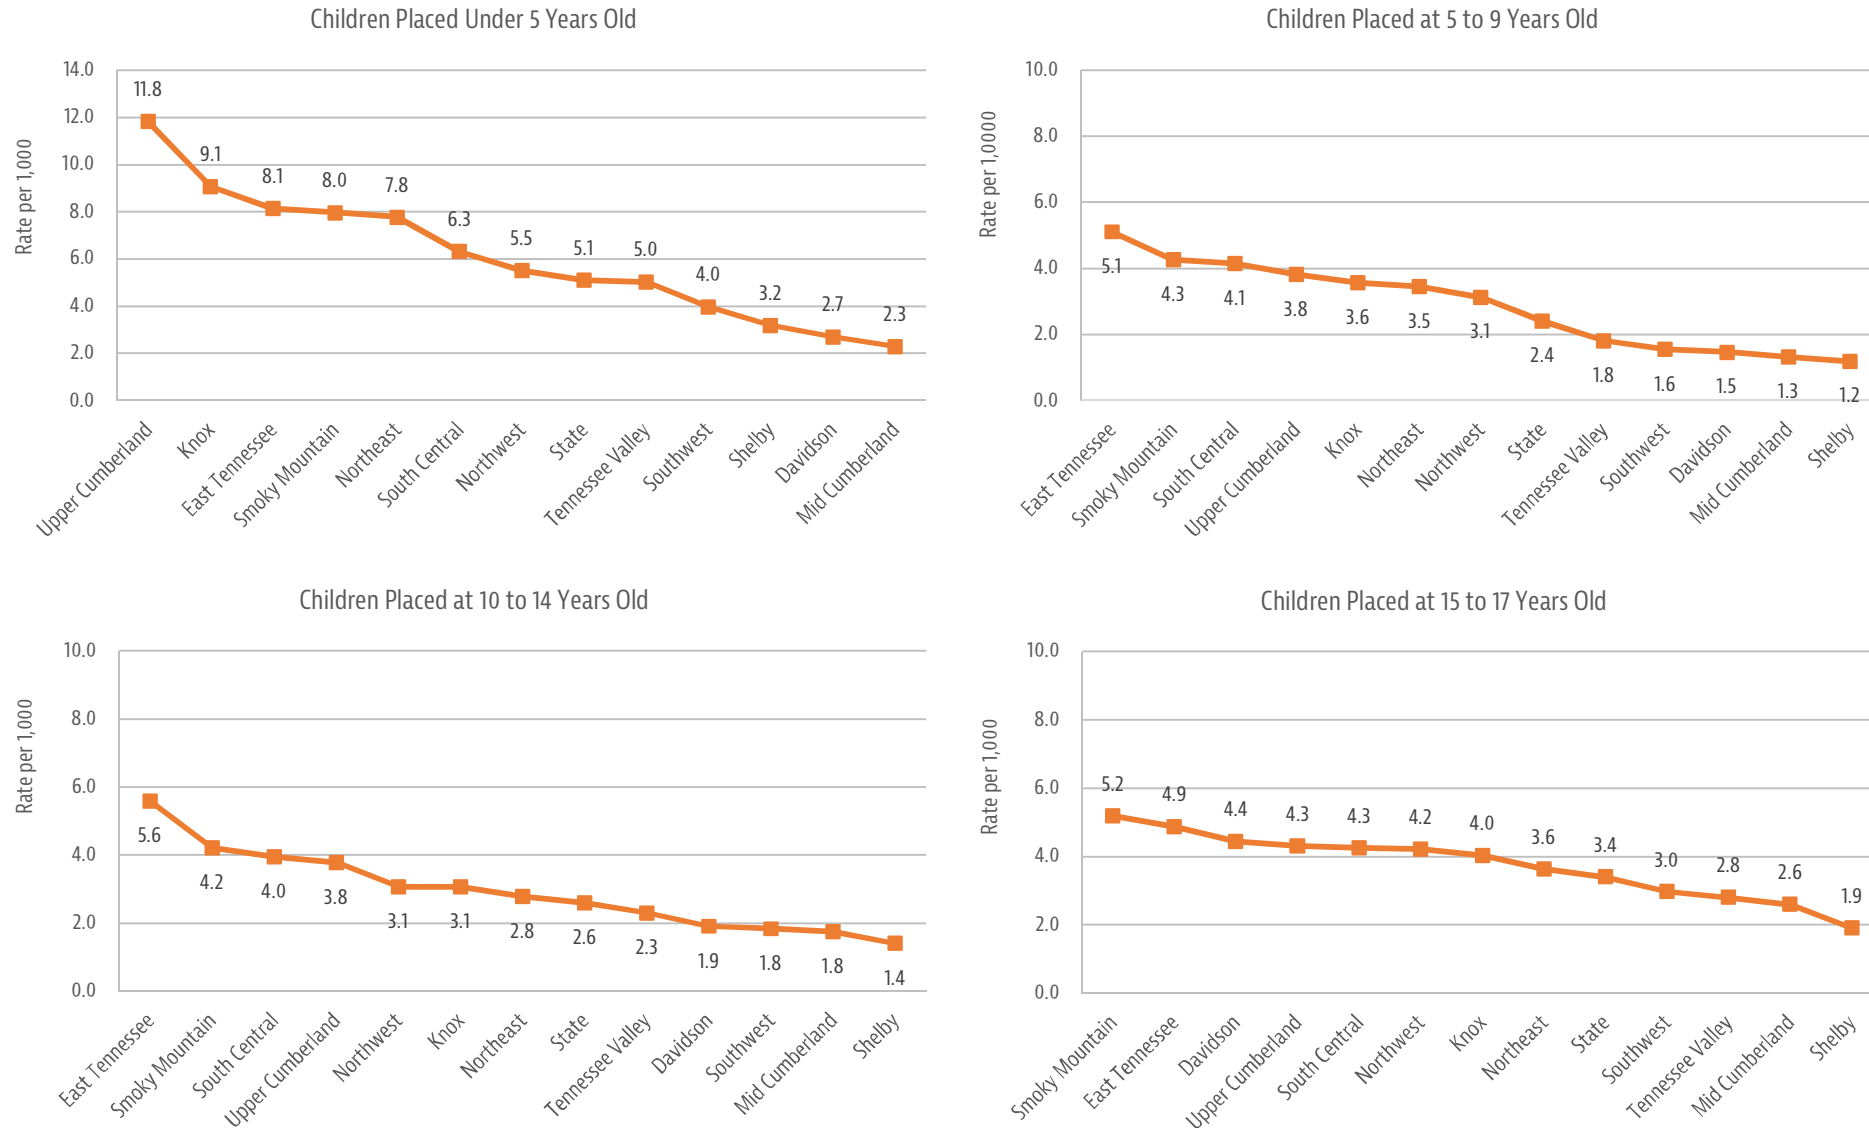 Children Placed Under 5 Years Old
Rate per 1,000
14.0
12.0
10.0
8.0
6.0
4.0
2.0
0.0
11.8
9.1
8.1
8.0
7.8
6.3
5.5
5.1
5.0
4.0
3.2
2.7
2.3
Upper Cumberland
Knox
East Tennessee
Smoky Mountain
Northeast
South Central
Northwest
State
Tennessee Valley
Southwest
Shelby
Davidson
Mid Cumberland
Children Placed at 5 to 9 Years Old
Rate per 1,0000
10.0
8.0
6.0
4.0
2.0
0.0
5.1
4.3
4.1
3.8
3.6
3.5
3.1
2.4
1.8
1.6
1.5
1.3
1.2
East Tennessee
Smoky Mountain
South Central
Upper Cumberland
Knox
Northeast
Northwest
State
Tennessee Valley
Southwest
Davidson
Mid Cumberland
Shelby
Children Placed at 10 to 14 Years Old
Rate per 1,000
10.0
8.0
6.0
4.0
2.0
0.0
5.6
4.2
4.0
3.8
3.1
3.1
2.8
2.6
2.3
1.9
1.8
1.8
1.4
East Tennessee
Smoky Mountain
South Central
Upper Cumberland
Northwest
Knox
Northeast
State
Tennessee Valley
Davidson
Southwest
Mid Cumberland
Shelby
Children Placed at 15 to 17 Years Old
Rate per 1,000
10.0
8.0
6.0
4.0
2.0
0.0
5.2
4.9
4.4
4.3
4.3
4.2
4.0
3.6
3.4
3.0
2.8
2.6
1.9
Smoky Mountain
East Tennessee
Davidson
Upper Cumberland
South Central
Northwest
Knox
Northeast
State
Southwest
Tennessee Valley
Mid Cumberland
Shelby